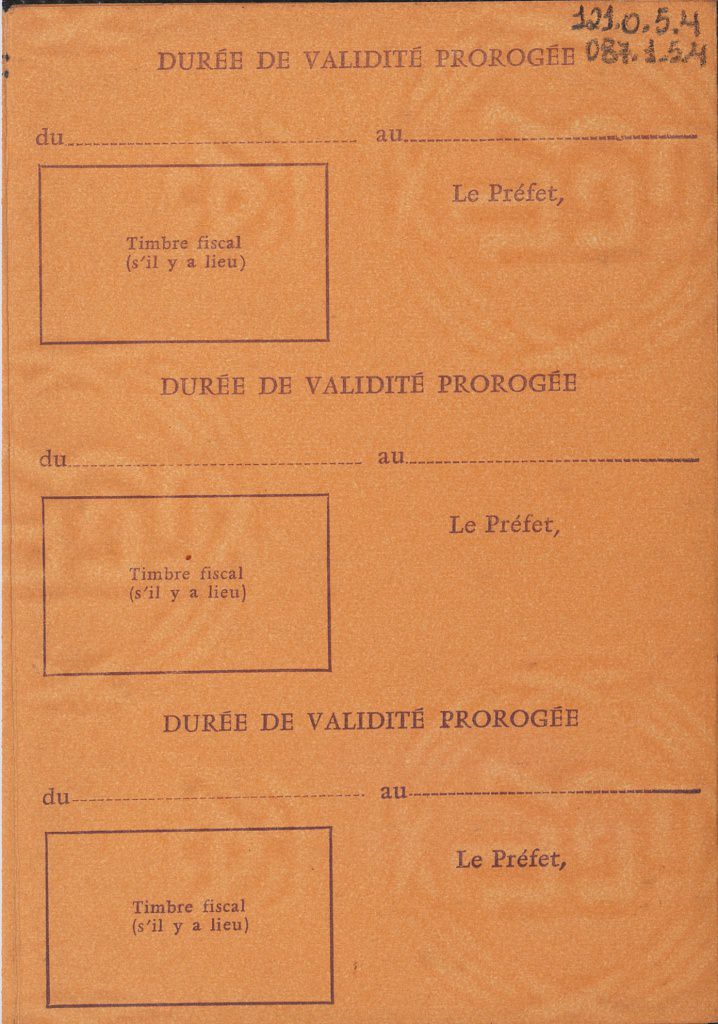 121.0.5.4
087.1.5.4
DURÉE DE VALIDITÉ PROROGÉE
du au
Le Préfet,
Timbre fiscal
(s'il y a lieu)
DURÉE DE VALIDITÉ PROROGÉE
du au
Le Préfet,
Timbre fiscal
(s'il y a lieu)
DURÉE DE VALIDITÉ PROROGÉE
du au
Le Préfet,
Timbre fiscal
(s'il y a lieu)